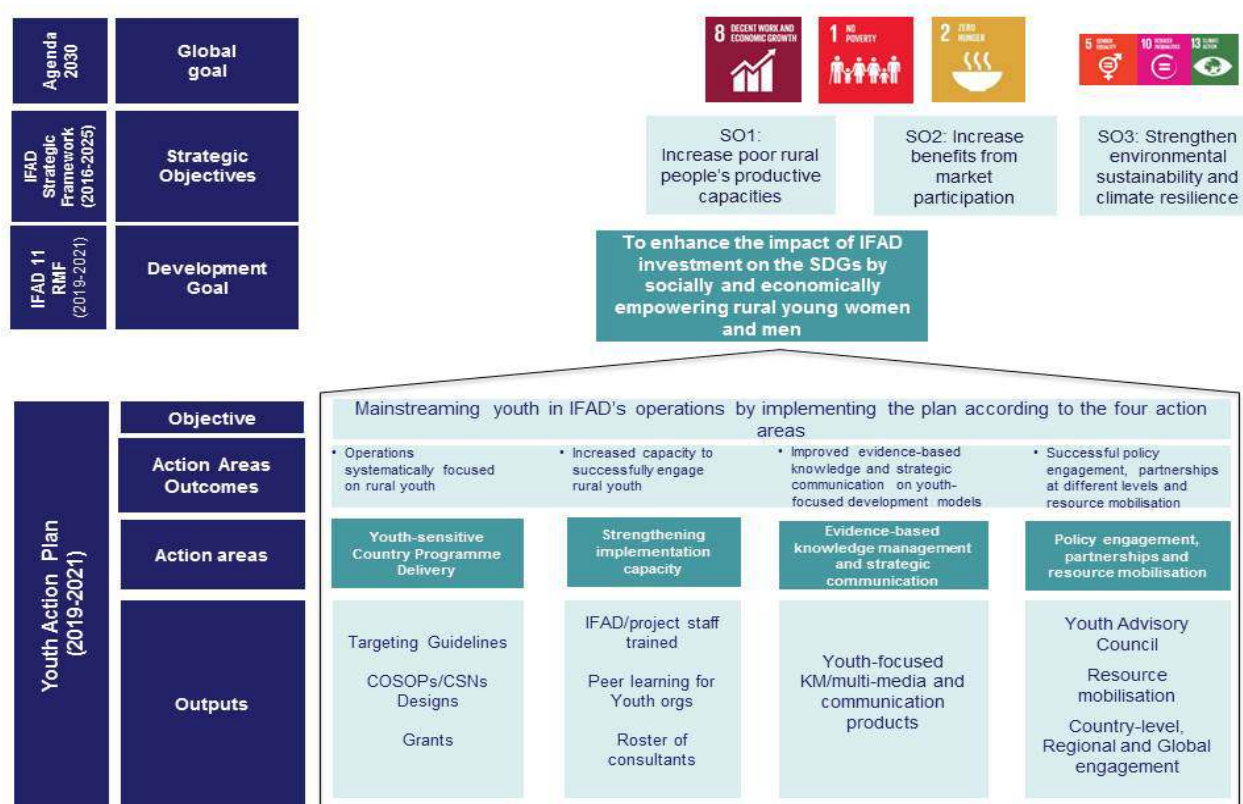 Agenda
2030
Global
goal
8 DECENT WORK AND
ECONOMIC GROWTH
1 NO
POVERTY
2 ZERO
HUNGER
5 GENDER
EQUALITY
10 REDUCED
INEQUALITIES
13 CLIMATE
ACTION
IFAD
Strategic
Framework
(2016-2025)
Strategic
Objectives
SO1:
Increase poor rural
people's productive
capacities
SO2: Increase
benefits from
market
participation
SO3: Strengthen
environmental
sustainability and
climate resilience
IFAD 11
RMF
(2019-2021)
Development
Goal
To enhance the impact of IFAD
investment on the SDGs by
socially and economically
empowering rural young women
and men
Youth Action Plan
(2019-2021)
Objective
Mainstreaming youth in IFAD's operations by implementing the plan according to the four action
areas
Action Areas
Outcomes
• Operations
systematically focused
on rural youth
• Increased capacity to
successfully engage
rural youth
• Improved evidence-based
knowledge and strategic
communication on youth-
focused development models
• Successful policy
engagement, partnerships
at different levels and
resource mobilisation
Action areas
Youth-sensitive
Country Programme
Delivery
Strengthening
implementation
capacity
Evidence-based
knowledge management
and strategic
communication
Policy engagement,
partnerships and
resource mobilisation
Outputs
Targeting Guidelines
COSOPs/CSNs
Designs
Grants
IFAD/project staff
trained
Peer learning for
Youth orgs
Roster of
consultants
Youth-focused
KM/multi-media and
communication
products
Youth Advisory
Council
Resource
mobilisation
Country-level,
Regional and Global
engagement